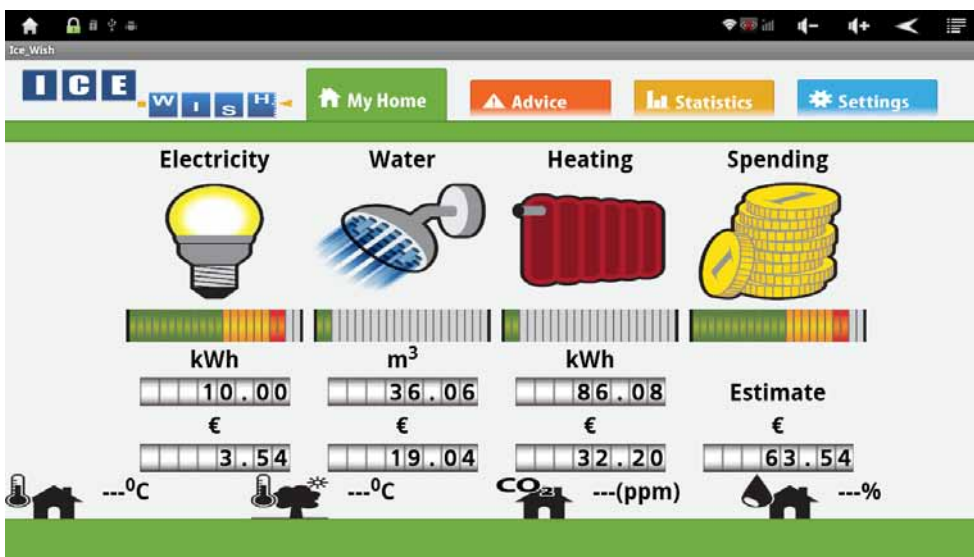 Ice_Wish
ICE WISH
My Home
Advice
Statistics
Settings
Electricity
Water
Heating
Spending
kWh
m³
kWh
10.00
36.06
86.08
Estimate
€
€
€
€
3.54
19.04
32.20
63.54
---⁰C
---⁰C
CO₂
---(ppm)
---%